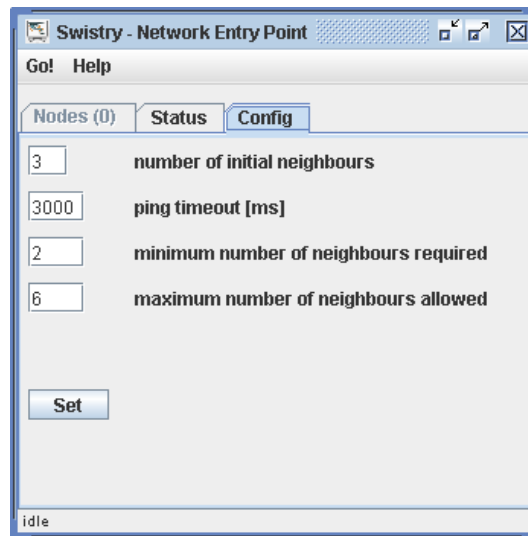 Swistry - Network Entry Point
Go! Help
Nodes (0) Status Config
3 number of initial neighbours
3000 ping timeout [ms]
2 minimum number of neighbours required
6 maximum number of neighbours allowed
Set
idle